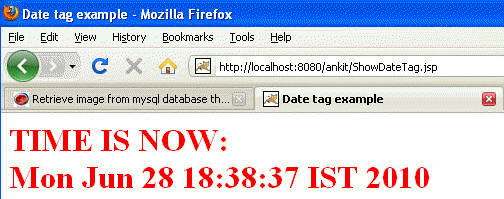 Date tag example - Mozilla Firefox
File Edit View History Bookmarks Tools Help
http://localhost:8080/ankit/ShowDateTag.jsp
Retrieve image from mysql database th... Date tag example
TIME IS NOW:
Mon Jun 28 18:38:37 IST 2010